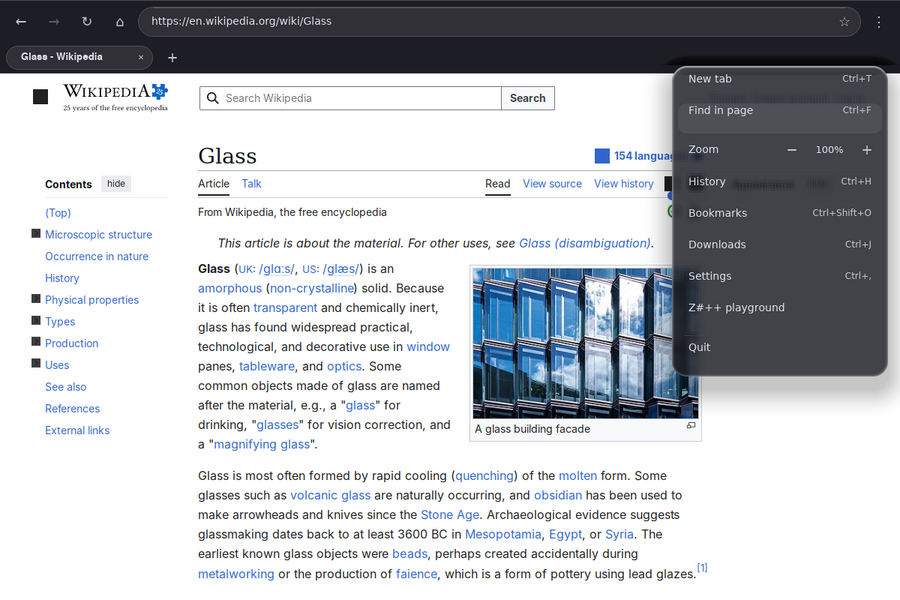 https://en.wikipedia.org/wiki/Glass
Glass - Wikipedia
WIKIPEDIA
25 years of the free encyclopedia
Search Wikipedia
Search
New tab Ctrl+T
Find in page Ctrl+F
Zoom − 100% +
History Ctrl+H
Bookmarks Ctrl+Shift+O
Downloads Ctrl+J
Settings Ctrl+,
Z#++ playground
Quit
Contents hide
(Top)
Microscopic structure
Occurrence in nature
History
Physical properties
Types
Production
Uses
See also
References
External links
Glass
154
Article Talk
Read View source View history
From Wikipedia, the free encyclopedia
This article is about the material. For other uses, see Glass (disambiguation).
Glass (UK: /ɡlɑːs/, US: /ɡlæs/) is an
amorphous (non-crystalline) solid. Because
it is often transparent and chemically inert,
glass has found widespread practical,
technological, and decorative use in window
panes, tableware, and optics. Some
common objects made of glass are named
after the material, e.g., a "glass" for
drinking, "glasses" for vision correction, and
a "magnifying glass".
A glass building facade
Glass is most often formed by rapid cooling (quenching) of the molten form. Some
glasses such as volcanic glass are naturally occurring, and obsidian has been used to
make arrowheads and knives since the Stone Age. Archaeological evidence suggests
glassmaking dates back to at least 3600 BC in Mesopotamia, Egypt, or Syria. The
earliest known glass objects were beads, perhaps created accidentally during
metalworking or the production of faience, which is a form of pottery using lead glazes.[1]